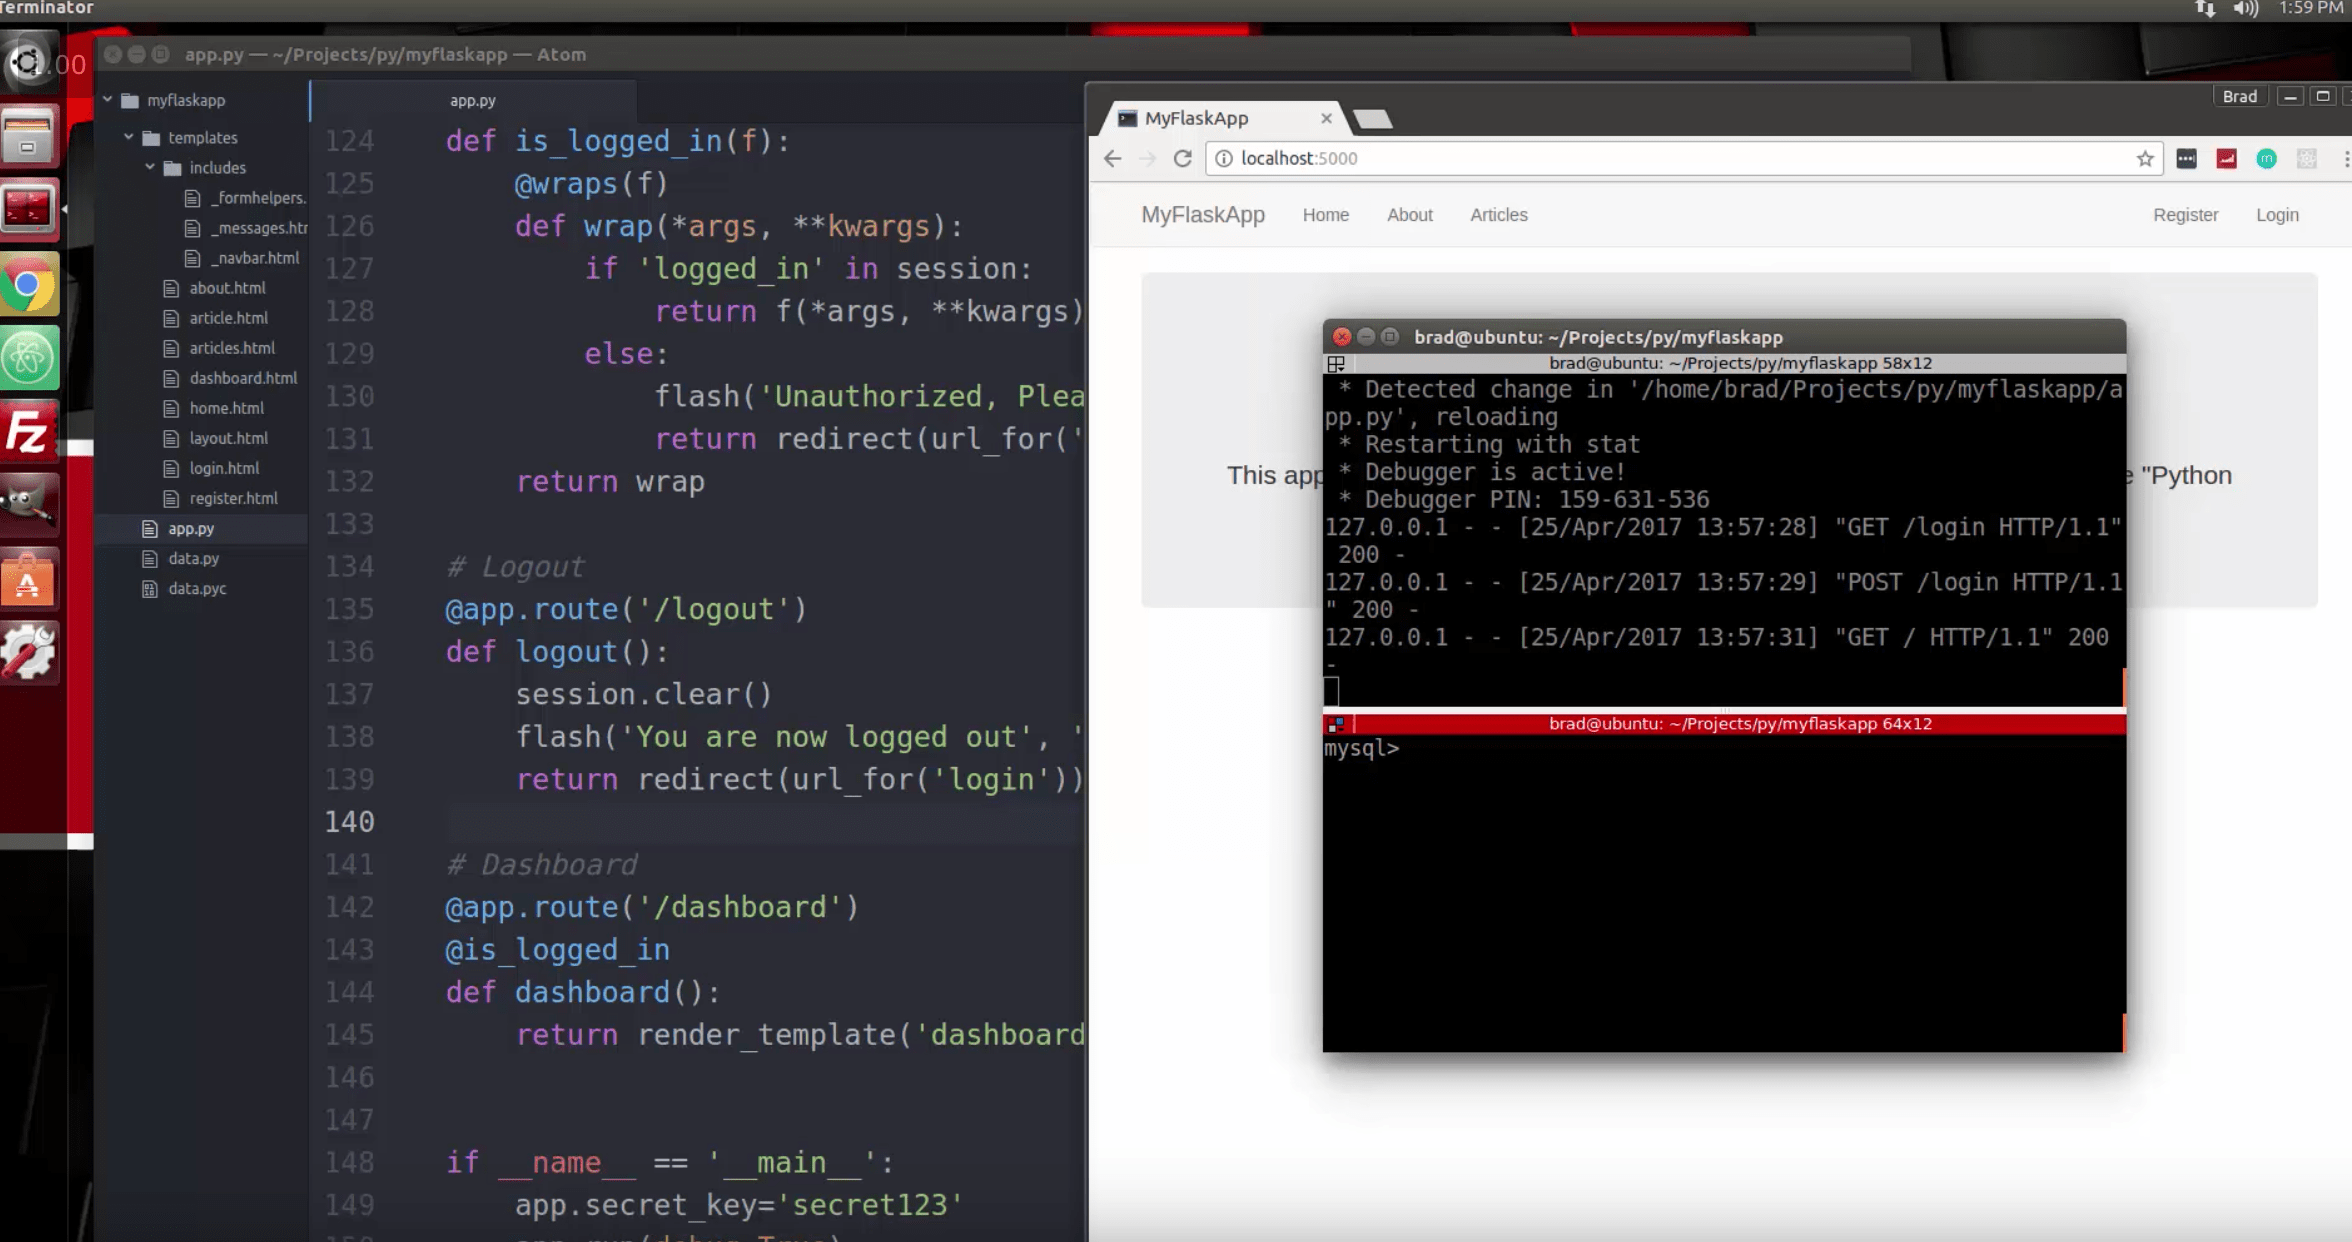 Terminator
1:59 PM
1.00
app.py — ~/Projects/py/myflaskapp — Atom
myflaskapp
templates
includes
_formhelpers.
_messages.htr
_navbar.html
about.html
article.html
articles.html
dashboard.html
home.html
layout.html
login.html
register.html
app.py
data.py
data.pyc
app.py
124 def is_logged_in(f):
125 @wraps(f)
126 def wrap(*args, **kwargs):
127 if 'logged_in' in session:
128 return f(*args, **kwargs)
129 else:
130 flash('Unauthorized, Plea
131 return redirect(url_for('
132 return wrap
133
134 # Logout
135 @app.route('/logout')
136 def logout():
137 session.clear()
138 flash('You are now logged out', '
139 return redirect(url_for('login'))
140
141 # Dashboard
142 @app.route('/dashboard')
143 @is_logged_in
144 def dashboard():
145 return render_template('dashboard
146
147
148 if __name__ == '__main__':
149 app.secret_key='secret123'
Brad
MyFlaskApp
localhost:5000
MyFlaskApp Home About Articles Register Login
This app
e "Python
brad@ubuntu: ~/Projects/py/myflaskapp
brad@ubuntu: ~/Projects/py/myflaskapp 58x12
* Detected change in '/home/brad/Projects/py/myflaskapp/a
pp.py', reloading
* Restarting with stat
* Debugger is active!
* Debugger PIN: 159-631-536
127.0.0.1 - - [25/Apr/2017 13:57:28] "GET /login HTTP/1.1"
200 -
127.0.0.1 - - [25/Apr/2017 13:57:29] "POST /login HTTP/1.1
" 200 -
127.0.0.1 - - [25/Apr/2017 13:57:31] "GET / HTTP/1.1" 200
-
brad@ubuntu: ~/Projects/py/myflaskapp 64x12
mysql>